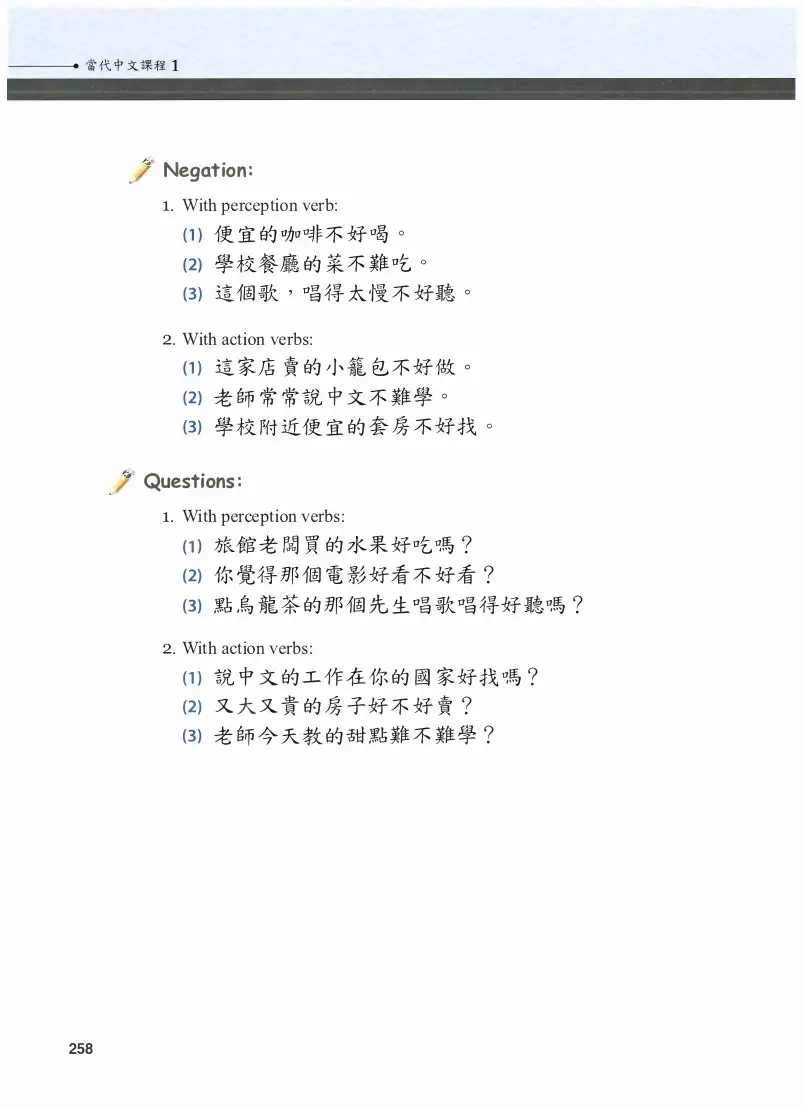 當代中文課程 1
Negation:
1. With perception verb:
(1) 便宜的咖啡不好喝。
(2) 學校餐廳的菜不難吃。
(3) 這個歌，唱得太慢不好聽。
2. With action verbs:
(1) 這家店賣的小籠包不好做。
(2) 老師常常說中文不難學。
(3) 學校附近便宜的套房不好找。
Questions:
1. With perception verbs:
(1) 旅館老闆買的水果好吃嗎？
(2) 你覺得那個電影好看不好看？
(3) 點烏龍茶的那個先生唱歌唱得好聽嗎？
2. With action verbs:
(1) 說中文的工作在你的國家好找嗎？
(2) 又大又貴的房子好不好賣？
(3) 老師今天教的甜點難不難學？
258